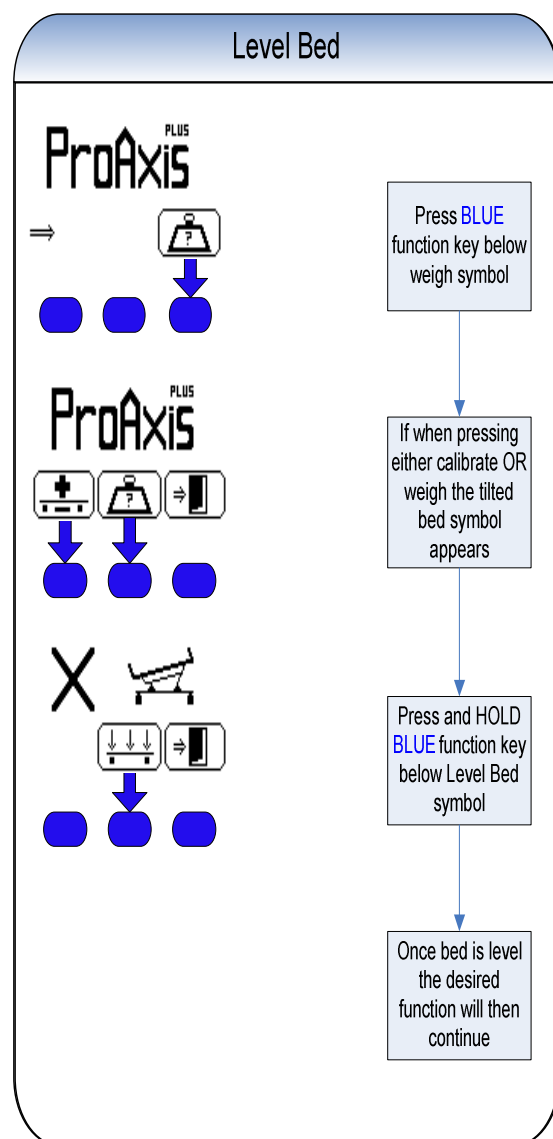 Level Bed
ProAxis PLUS
⇒
?
Press BLUE
function key below
weigh symbol
ProAxis PLUS
?
⇒
If when pressing
either calibrate OR
weigh the tilted
bed symbol
appears
X
⇒
Press and HOLD
BLUE function key
below Level Bed
symbol
Once bed is level
the desired
function will then
continue